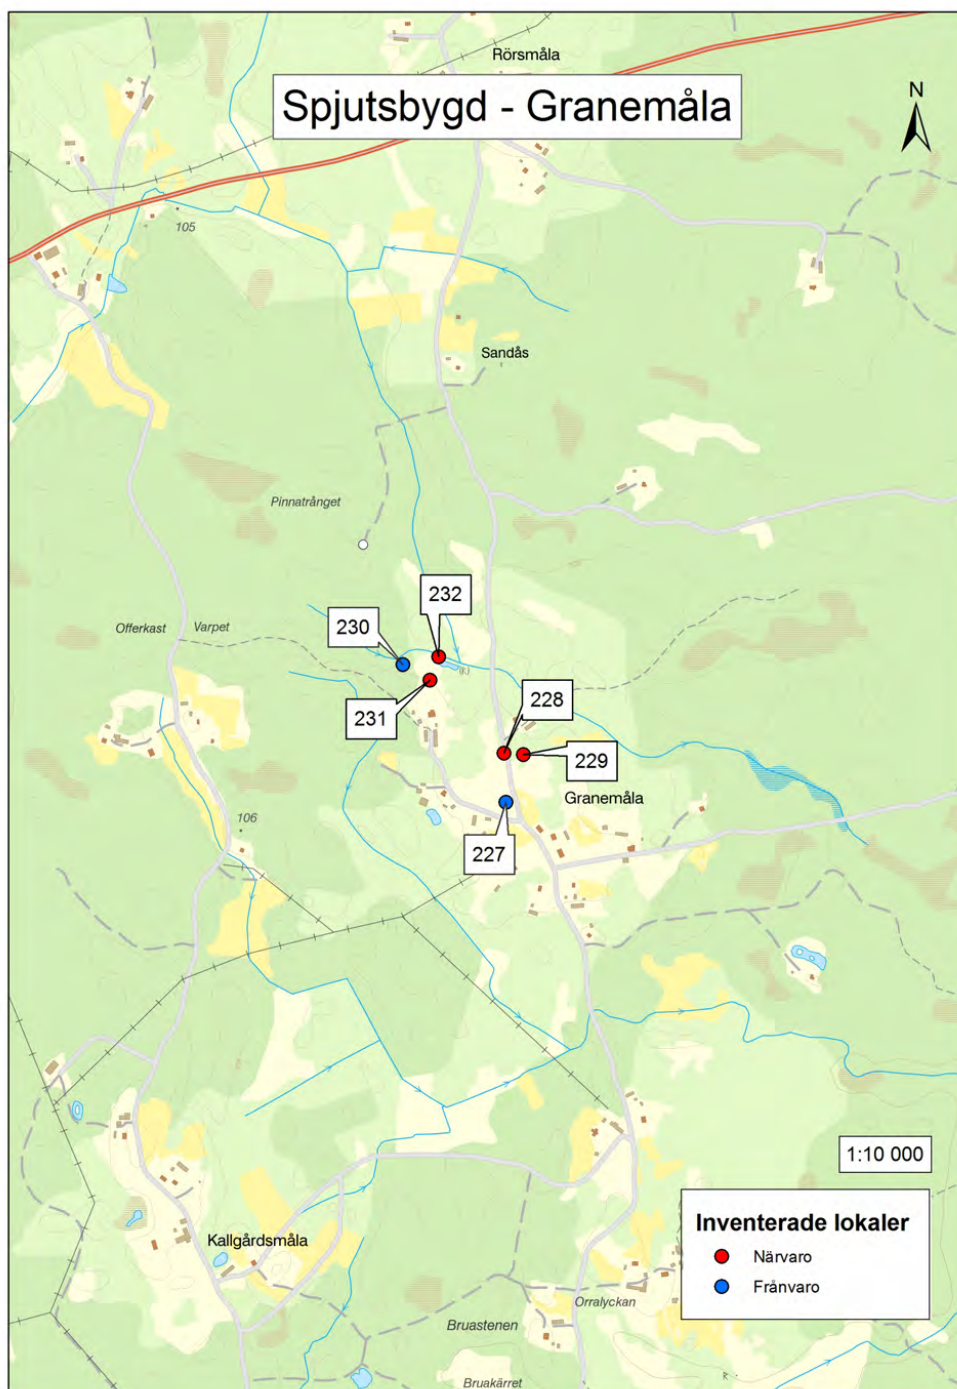 Rörsmåla
Spjutsbygd - Granemåla
N
105
Sandås
Pinnatrånget
232
230
Offerkast
Varpet
231
228
229
Granemåla
106
227
1:10 000
Inventerade lokaler
Närvaro
Frånvaro
Kallgårdsmåla
Orralyckan
Bruastenen
Bruakärret
R